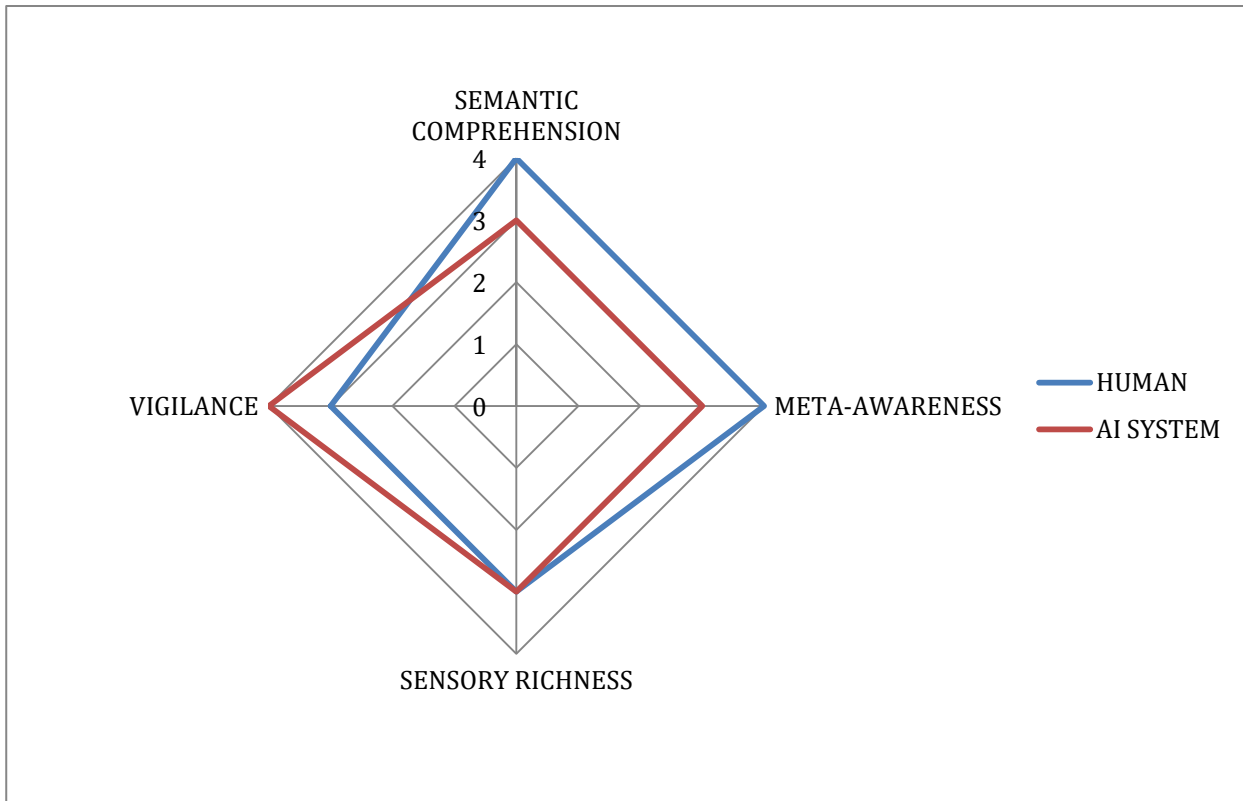 SEMANTIC
COMPREHENSION
4
3
2
1
0
VIGILANCE
META-AWARENESS
SENSORY RICHNESS
HUMAN
AI SYSTEM